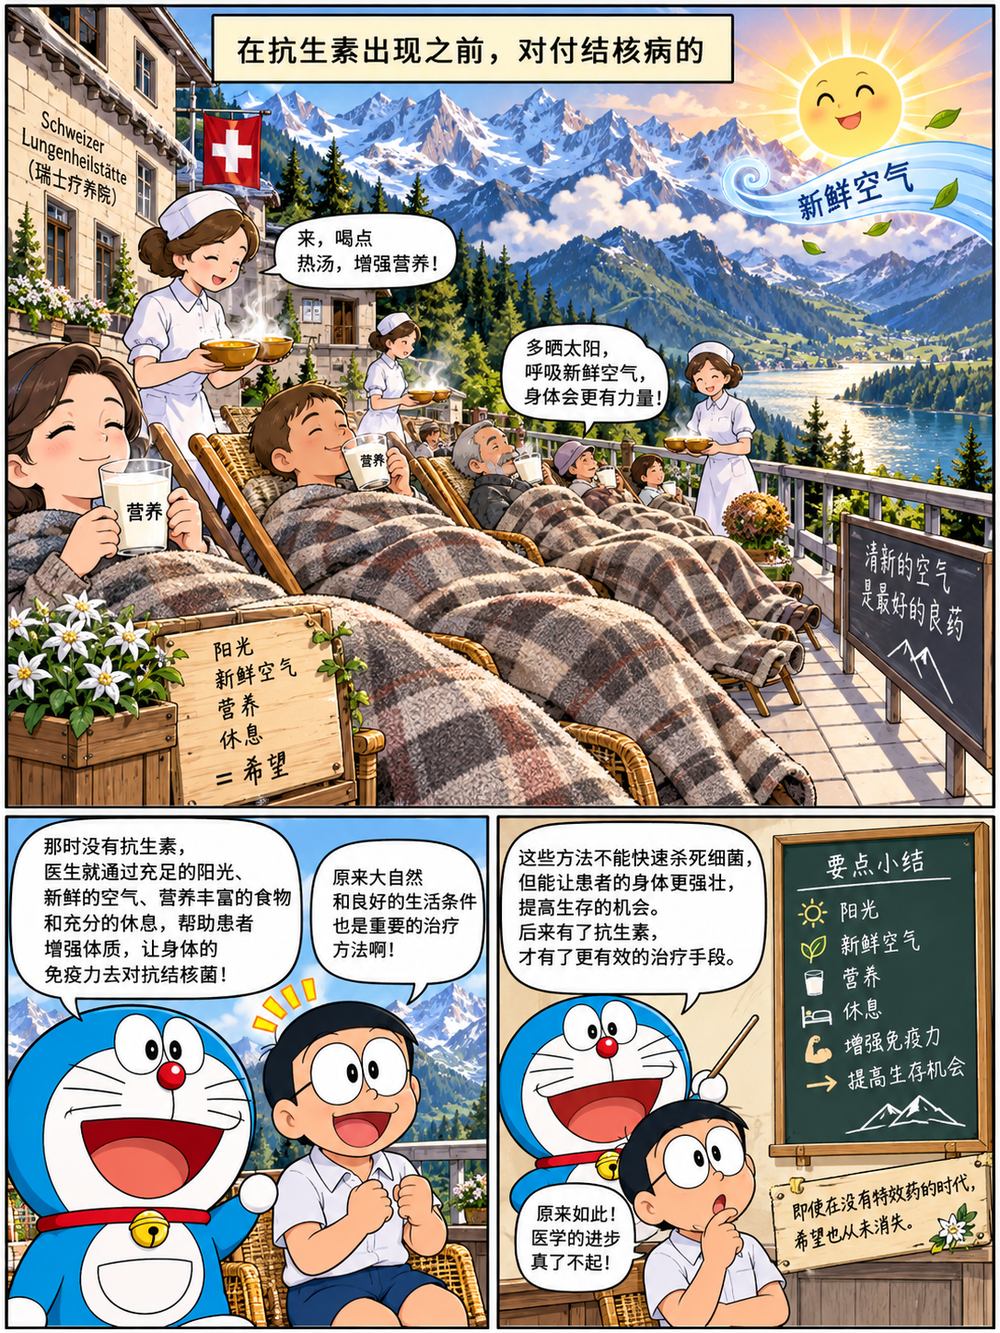 在抗生素出现之前，对付结核病的
Schweizer
Lungenheilstätte
(瑞士疗养院)
新鲜空气
来，喝点
热汤，增强营养！
多晒太阳，
呼吸新鲜空气，
身体会更有力量！
营养
营养
清新的空气
是最好的良药
阳光
新鲜空气
营养
休息
=希望
那时没有抗生素，
医生就通过充足的阳光、
新鲜的空气、营养丰富的食物
和充分的休息，帮助患者
增强体质，让身体的
免疫力去对抗结核菌！
原来大自然
和良好的生活条件
也是重要的治疗
方法啊！
这些方法不能快速杀死细菌，
但能让患者的身体更强壮，
提高生存的机会。
后来有了抗生素，
才有了更有效的治疗手段。
要点小结
阳光
新鲜空气
营养
休息
增强免疫力
→ 提高生存机会
原来如此！
医学的进步
真了不起！
即使在没有特效药的时代，
希望也从未消失。